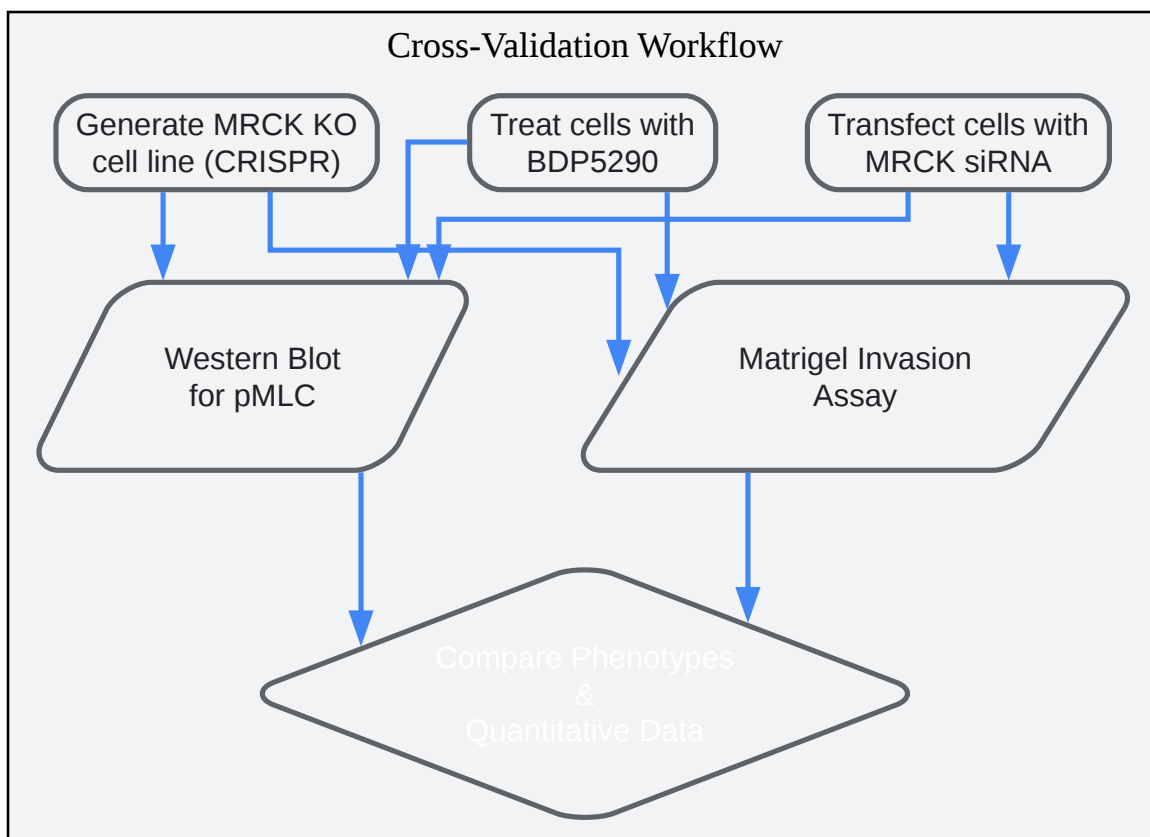 Cross-Validation Workflow
Generate MRCK KO
cell line (CRISPR)
Treat cells with
BDP5290
Transfect cells with
MRCK siRNA
Western Blot
for pMLC
Matrigel Invasion
Assay
Compare Phenotypes
&
Quantitative Data